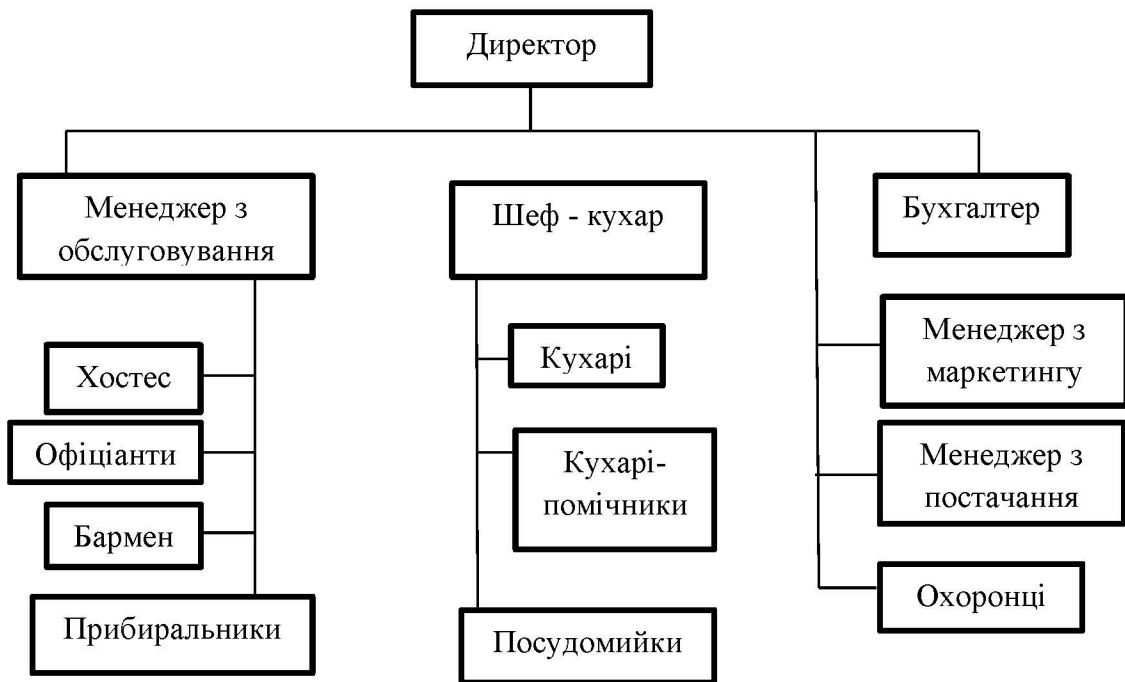 Директор
Менеджер з
обслуговування
Шеф - кухар
Бухгалтер
Хостес
Офіціанти
Бармен
Прибиральники
Кухарі
Кухарі-
помічники
Посудомийки
Менеджер з
маркетингу
Менеджер з
постачання
Охоронці